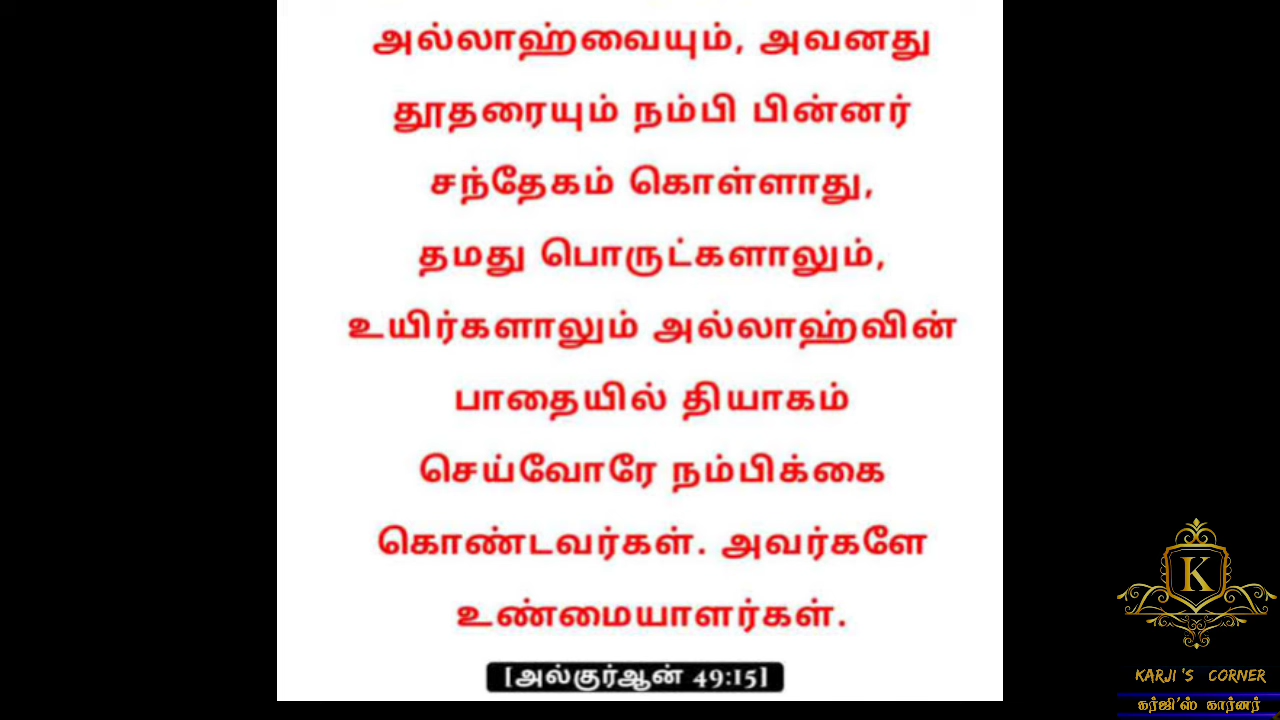 அல்லாஹ்வையும், அவனது
தூதரையும் நம்பி பின்னர்
சந்தேகம் கொள்ளாது,
தமது பொருட்களாலும்,
உயிர்களாலும் அல்லாஹ்வின்
பாதையில் தியாகம்
செய்வோரே நம்பிக்கை
கொண்டவர்கள். அவர்களே
உண்மையாளர்கள்.
[அல்குர்ஆன் 49:15]
K
KARJI'S CORNER
கர்ஜி'ஸ் கார்னர்